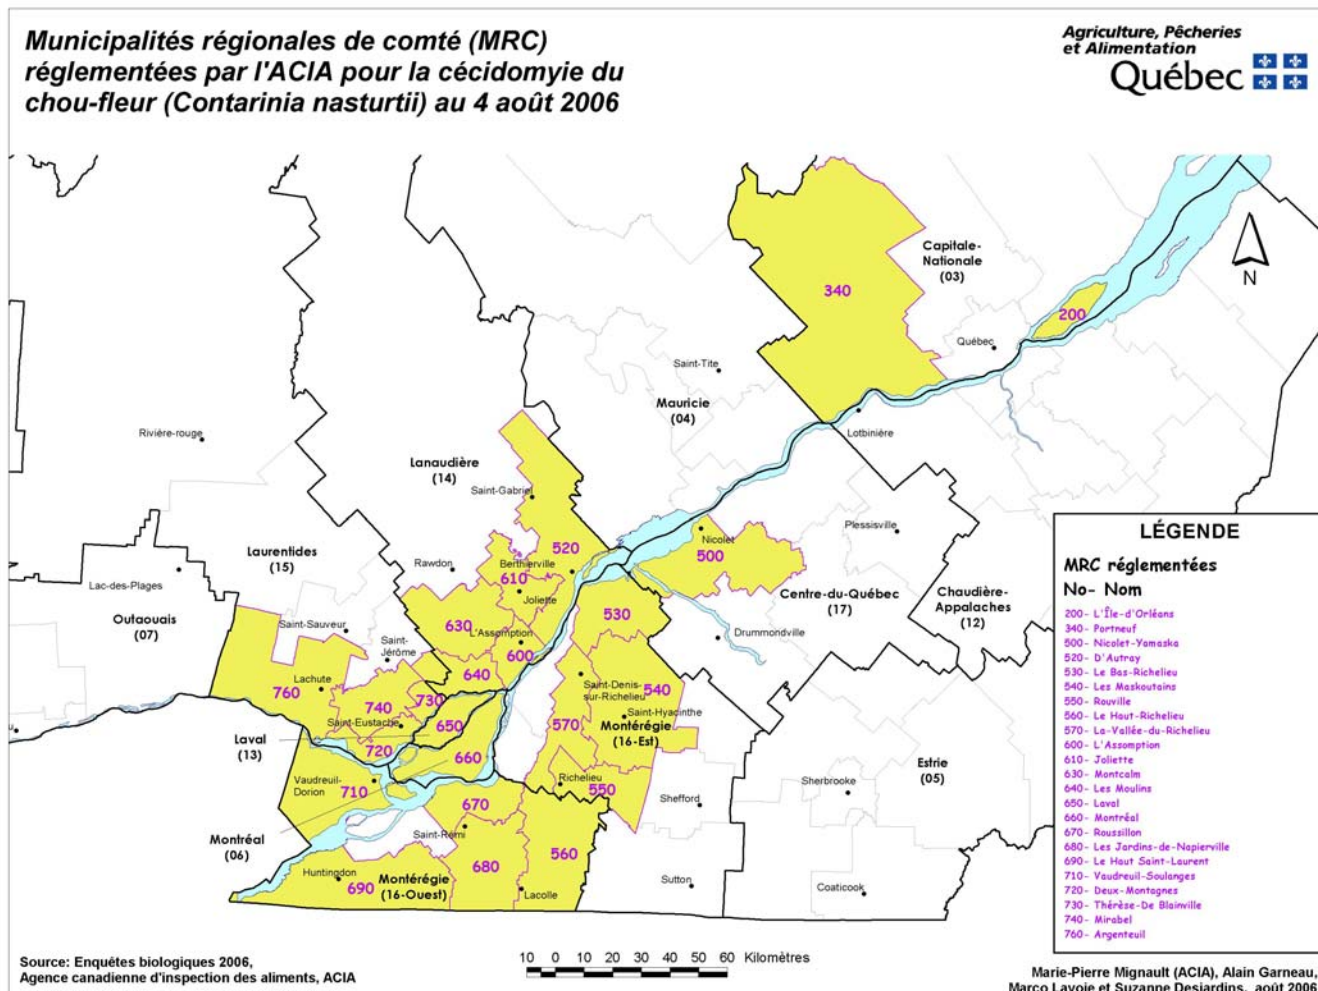 Municipalités régionales de comté (MRC)
réglementées par l'ACIA pour la cécidomyie du
chou-fleur (Contarinia nasturtii) au 4 août 2006
Agriculture, Pêcheries
et Alimentation
Québec
Capitale-
Nationale
(03)
340
200
Québec
Saint-Tite
Mauricie
(04)
Lotbinière
Rivière-rouge
Lanaudière
(14)
Saint-Gabriel
Plessisville
Nicolet
500
520
Laurentides
(15)
Rawdon
Berthierville
610
Joliette
Lac-des-Plages
Outaouais
(07)
Centre-du-Québec
(17)
Chaudière-
Appalaches
(12)
530
Saint-Sauveur
630
L'Assomption
600
Drummondville
Saint-
Jérôme
640
Lachute
760
730
740
Saint-Denis-
sur-Richelieu
540
Saint-Hyacinthe
Saint-Eustache
650
570
Montérégie
(16-Est)
Laval
(13)
720
660
Estrie
(05)
Vaudreuil-
Dorion
710
Richelieu
550
Sherbrooke
Shefford
670
Saint-Rémi
Montréal
(06)
560
680
Huntingdon
690
Montérégie
(16-Ouest)
Lacolle
Sutton
Coaticook
N
LÉGENDE
MRC réglementées
No- Nom
200- L'Île-d'Orléans
340- Portneuf
500- Nicolet-Yamaska
520- D'Autray
530- Le Bas-Richelieu
540- Les Maskoutains
550- Rouville
560- Le Haut-Richelieu
570- La-Vallée-du-Richelieu
600- L'Assomption
610- Joliette
630- Montcalm
640- Les Moulins
650- Laval
660- Montréal
670- Roussillon
680- Les Jardins-de-Napierville
690- Le Haut Saint-Laurent
710- Vaudreuil-Soulanges
720- Deux-Montagnes
730- Thérèse-De Blainville
740- Mirabel
760- Argenteuil
Source: Enquêtes biologiques 2006,
Agence canadienne d'inspection des aliments, ACIA
10 0 10 20 30 40 50 60 Kilomètres
Marie-Pierre Mignault (ACIA), Alain Garneau,
Marco Lavoie et Suzanne Desjardins, août 2006